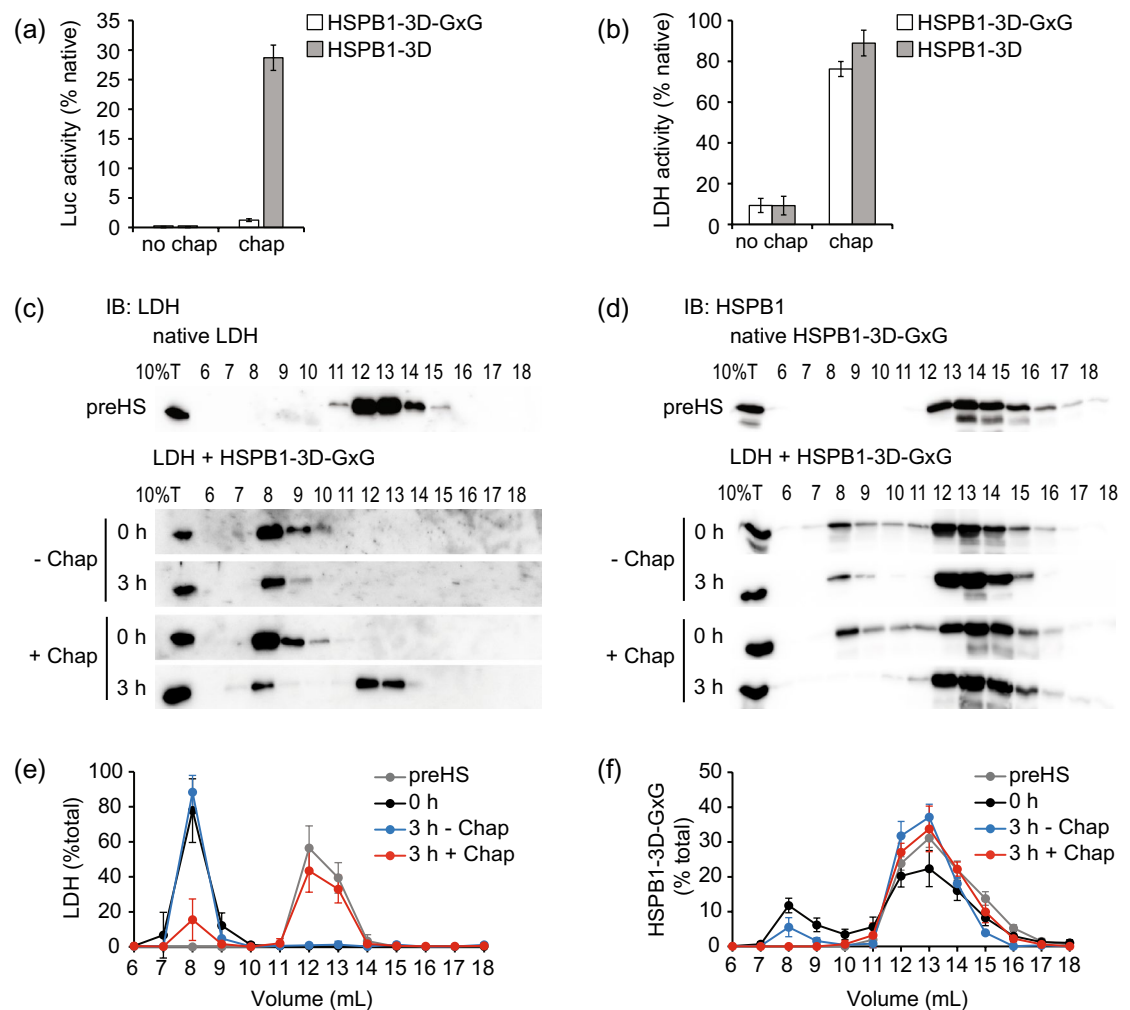 (a)
Luc activity (% native)
35
30
25
20
15
10
5
0
no chap chap
HSPB1-3D-GxG
HSPB1-3D
(b)
LDH activity (% native)
100
80
60
40
20
0
no chap chap
HSPB1-3D-GxG
HSPB1-3D
(c)
IB: LDH
native LDH
10%T 6 7 8 9 10 11 12 13 14 15 16 17 18
preHS
LDH + HSPB1-3D-GxG
10%T 6 7 8 9 10 11 12 13 14 15 16 17 18
- Chap
0 h
3 h
+ Chap
0 h
3 h
(d)
IB: HSPB1
native HSPB1-3D-GxG
10%T 6 7 8 9 10 11 12 13 14 15 16 17 18
preHS
LDH + HSPB1-3D-GxG
10%T 6 7 8 9 10 11 12 13 14 15 16 17 18
- Chap
0 h
3 h
+ Chap
0 h
3 h
(e)
LDH (%total)
100
80
60
40
20
0
6 7 8 9 10 11 12 13 14 15 16 17 18
Volume (mL)
preHS
0 h
3 h - Chap
3 h + Chap
(f)
HSPB1-3D-GxG
(% total)
50
40
30
20
10
0
6 7 8 9 10 11 12 13 14 15 16 17 18
Volume (mL)
preHS
0 h
3 h - Chap
3 h + Chap